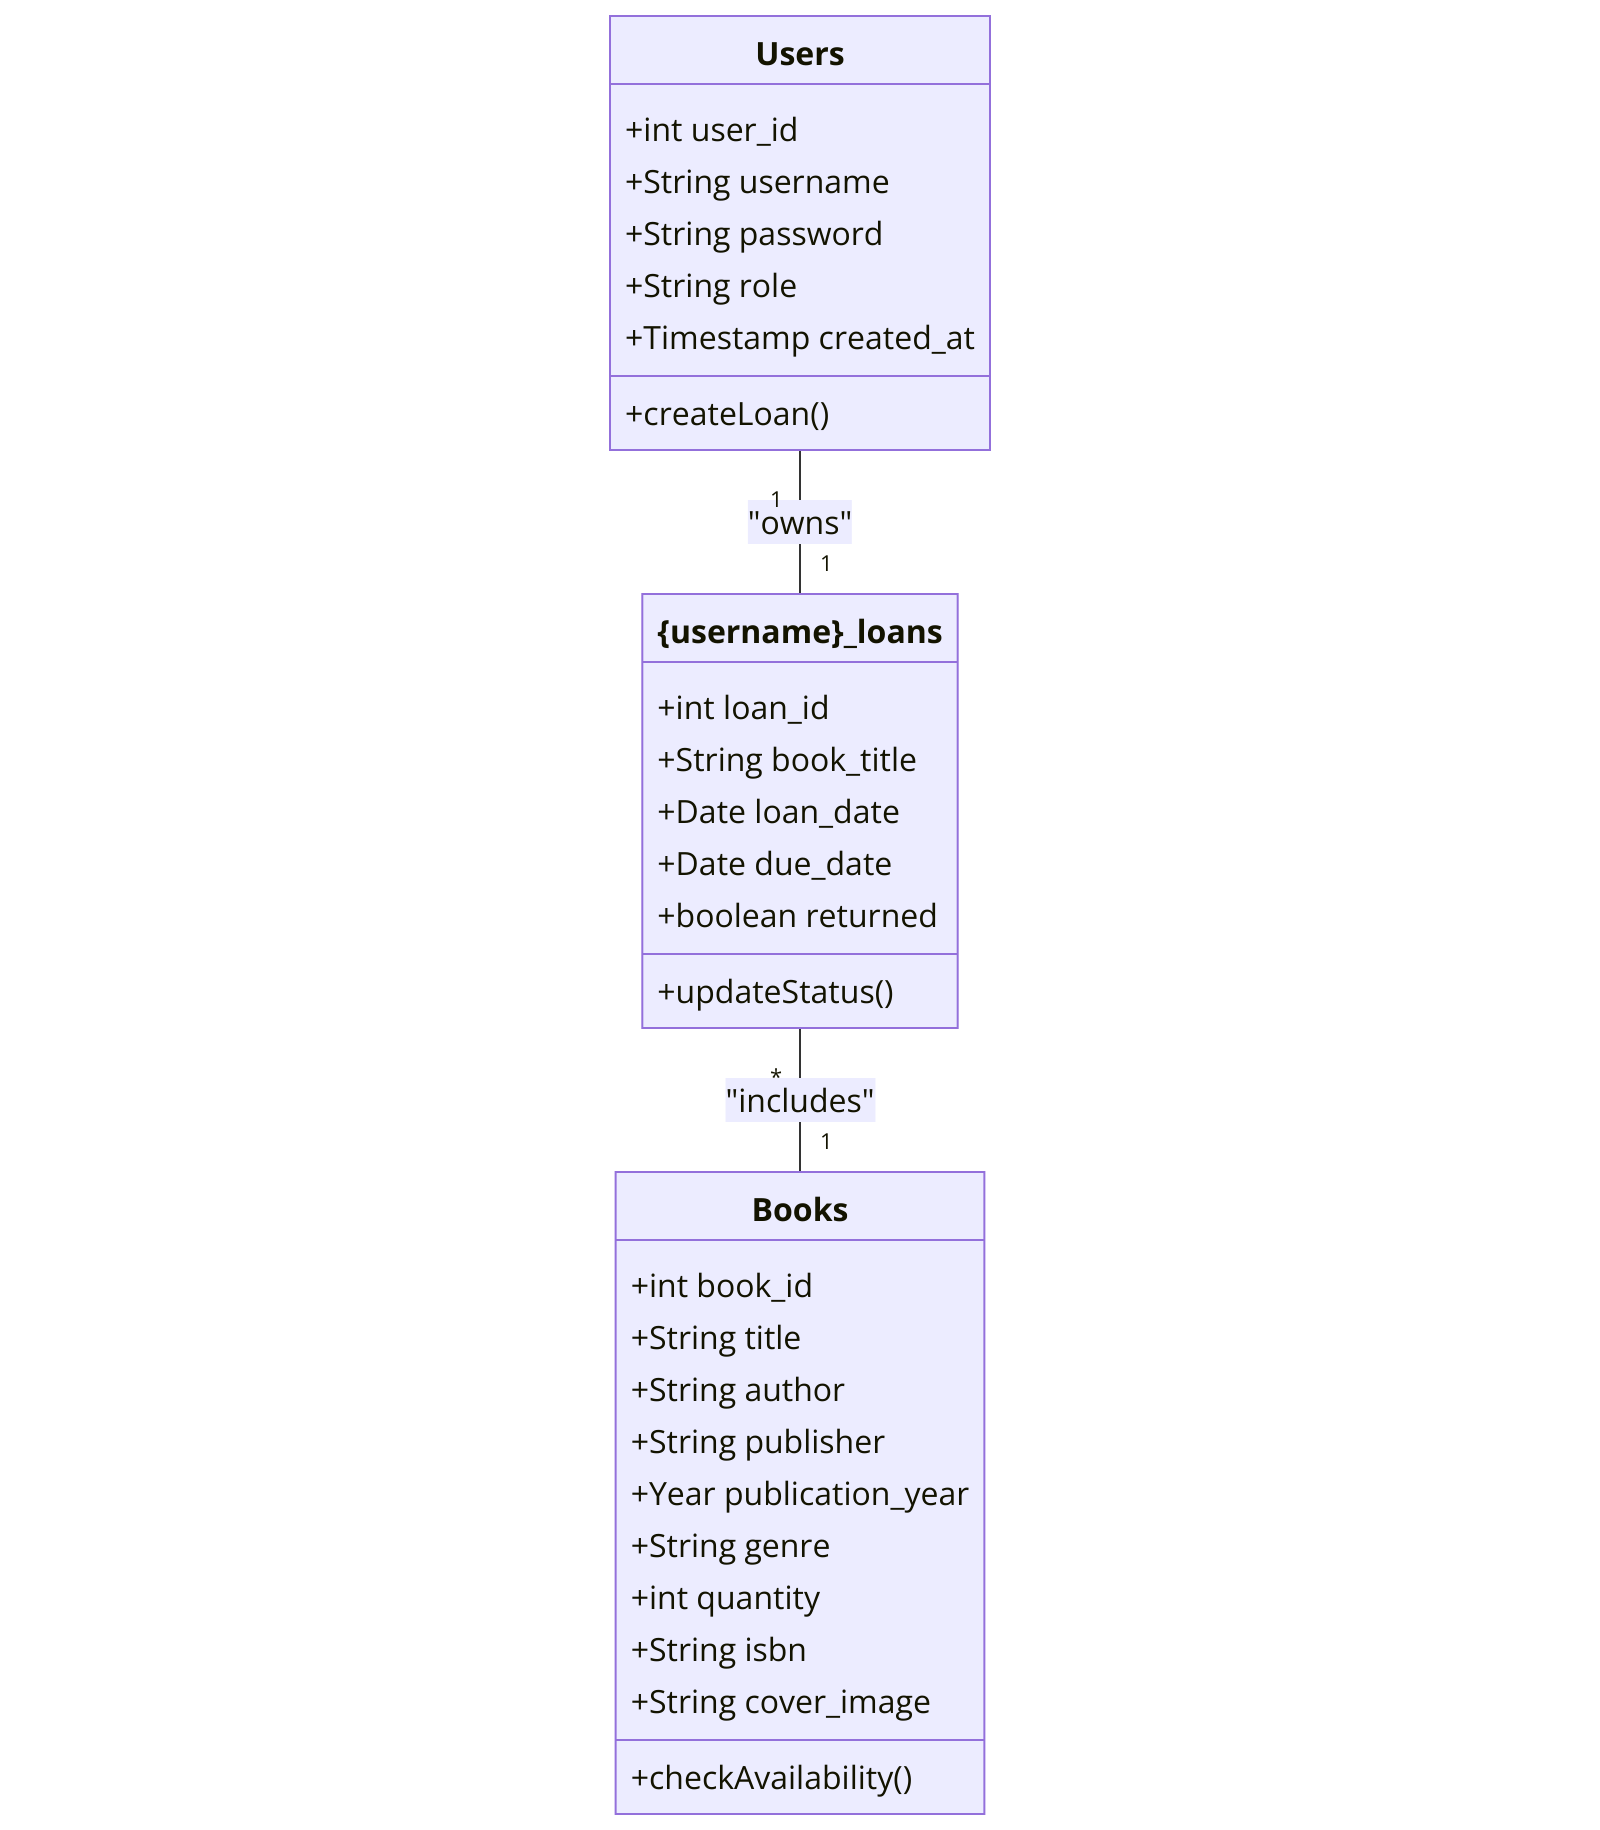 Users
+int user_id
+String username
+String password
+String role
+Timestamp created_at
+createLoan()
1
"owns"
1
{username}_loans
+int loan_id
+String book_title
+Date loan_date
+Date due_date
+boolean returned
+updateStatus()
*
"includes"
1
Books
+int book_id
+String title
+String author
+String publisher
+Year publication_year
+String genre
+int quantity
+String isbn
+String cover_image
+checkAvailability()